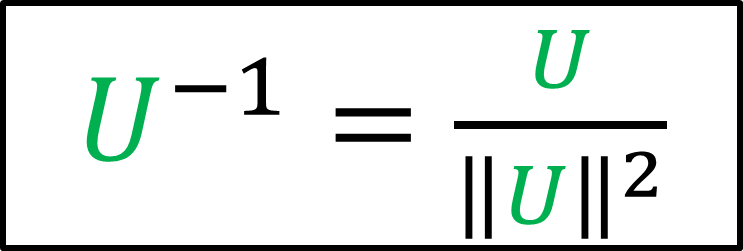 U⁻¹ = U / ‖U‖²